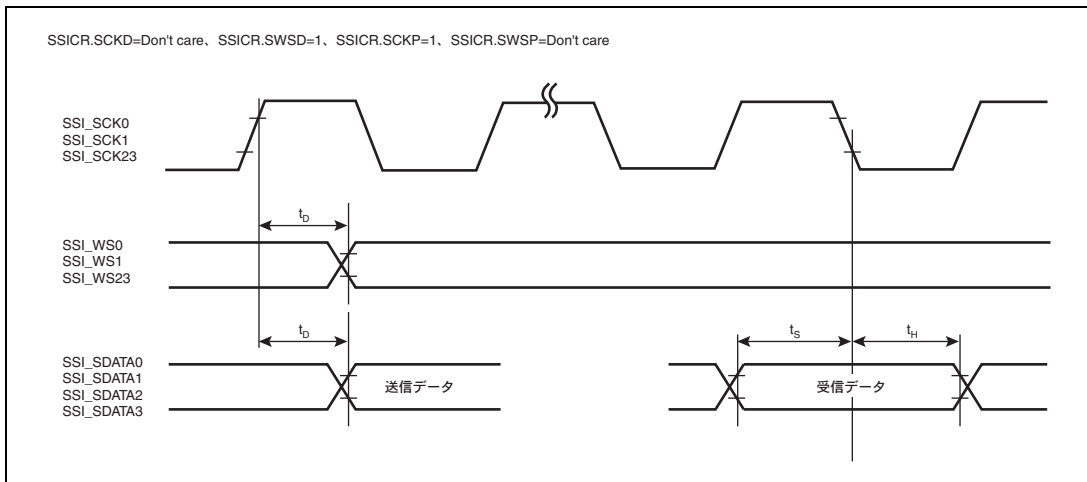 SSICR.SCKD=Don't care、SSICR.SWSD=1、SSICR.SCKP=1、SSICR.SWSP=Don't care
SSI_SCK0
SSI_SCK1
SSI_SCK23
tD
SSI_WS0
SSI_WS1
SSI_WS23
tD
tS
tH
SSI_SDATA0
SSI_SDATA1
SSI_SDATA2
SSI_SDATA3
送信データ
受信データ